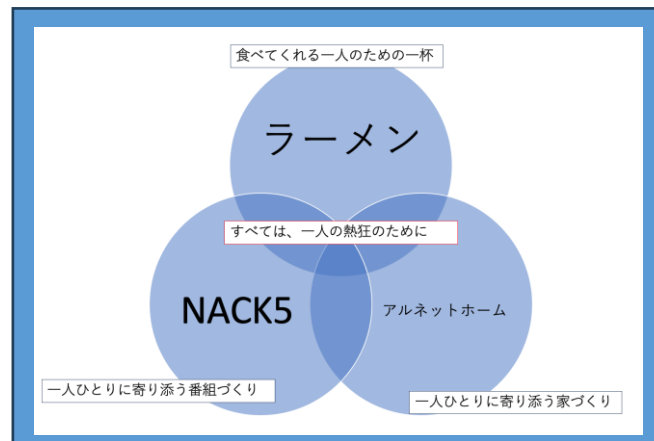 食べてくれる一人のための一杯
ラーメン
すべては、一人の熱狂のために
NACK5
アルネットホーム
一人ひとりに寄り添う番組づくり
一人ひとりに寄り添う家づくり